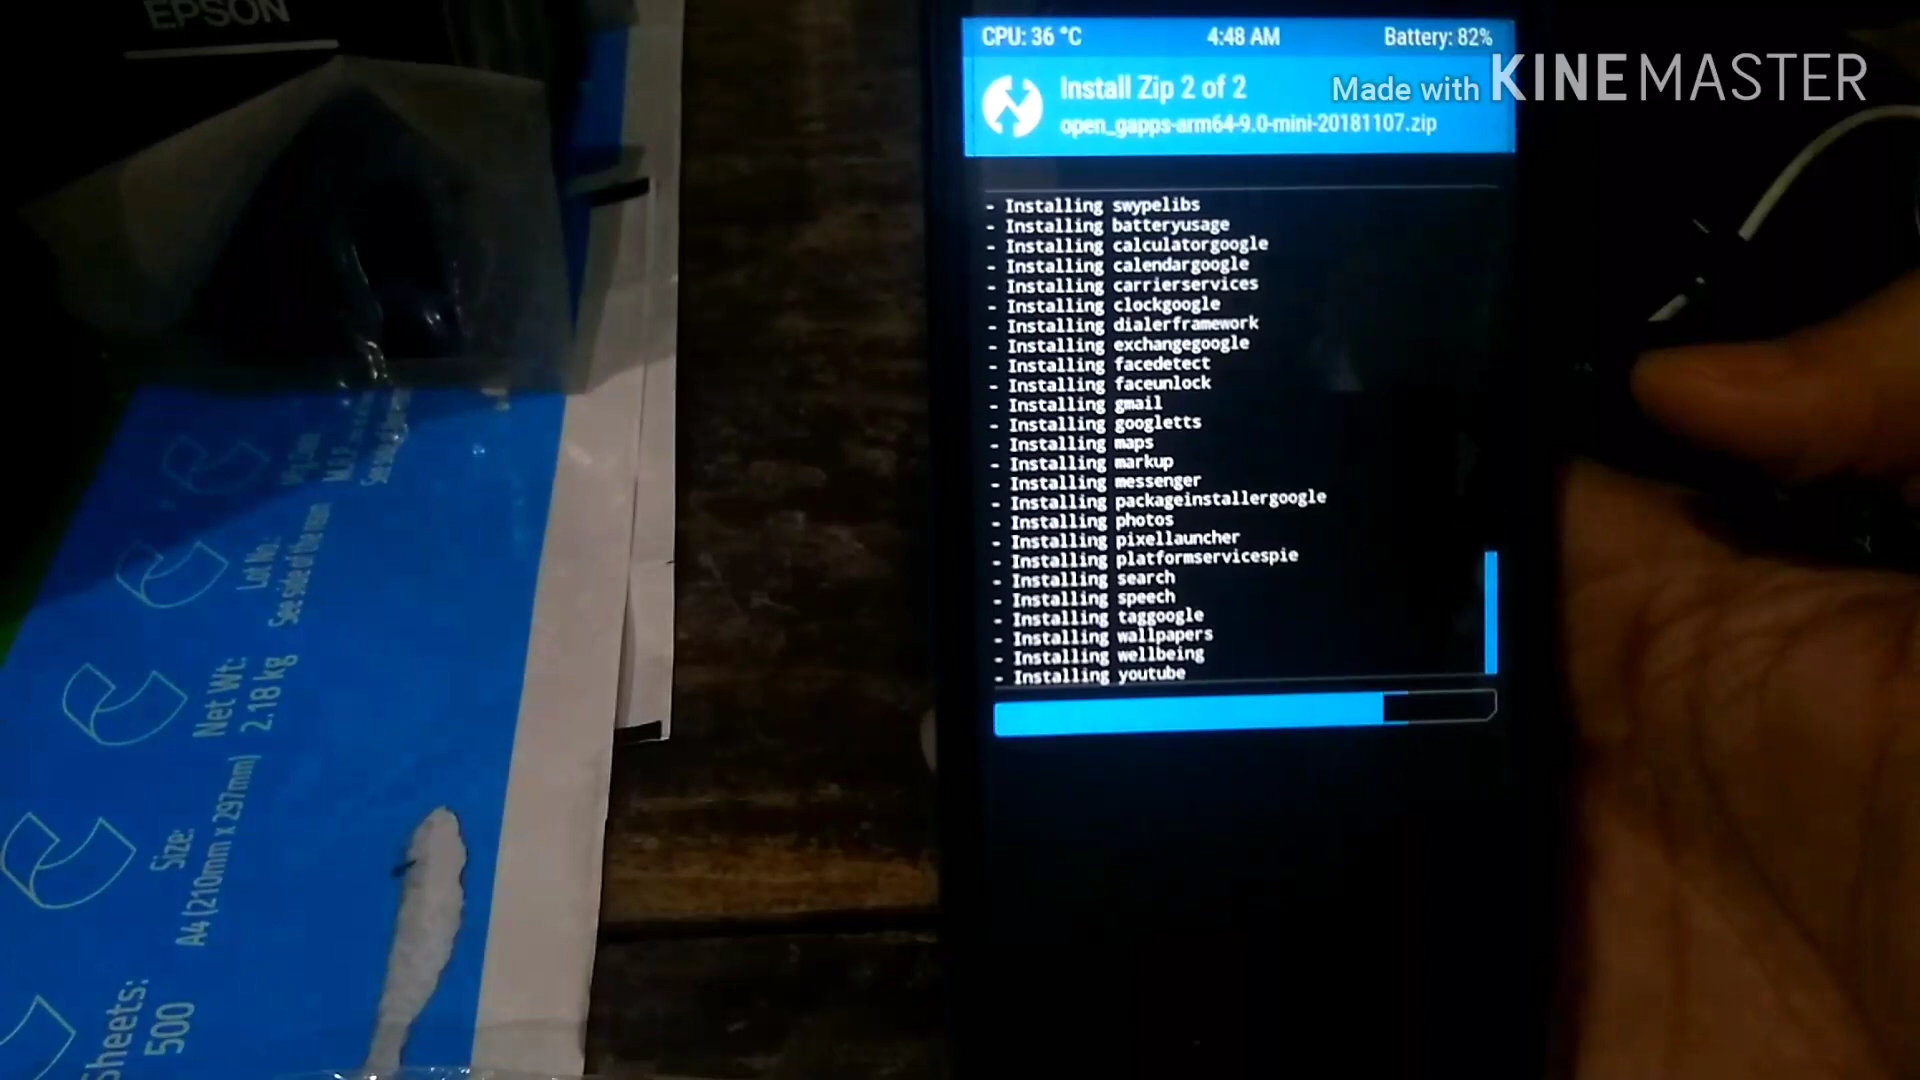 EPSON
CPU: 36 °C 4:48 AM Battery: 82%
Install Zip 2 of 2
open_gapps-arm64-9.0-mini-20181107.zip
Made with KINEMASTER
- Installing swypelibs
- Installing batteryusage
- Installing calculatorgoogle
- Installing calendargoogle
- Installing carrierservices
- Installing clockgoogle
- Installing dialerframework
- Installing exchangegoogle
- Installing facedetect
- Installing faceunlock
- Installing gmail
- Installing googletts
- Installing maps
- Installing markup
- Installing messenger
- Installing packageinstallergoogle
- Installing photos
- Installing pixellauncher
- Installing platformservicespie
- Installing search
- Installing speech
- Installing taggoogle
- Installing wallpapers
- Installing wellbeing
- Installing youtube
Sheets:
500
Size:
A4 (210mm x 297mm)
Net Wt:
2.18 kg
Lot No.:
See side of the ream